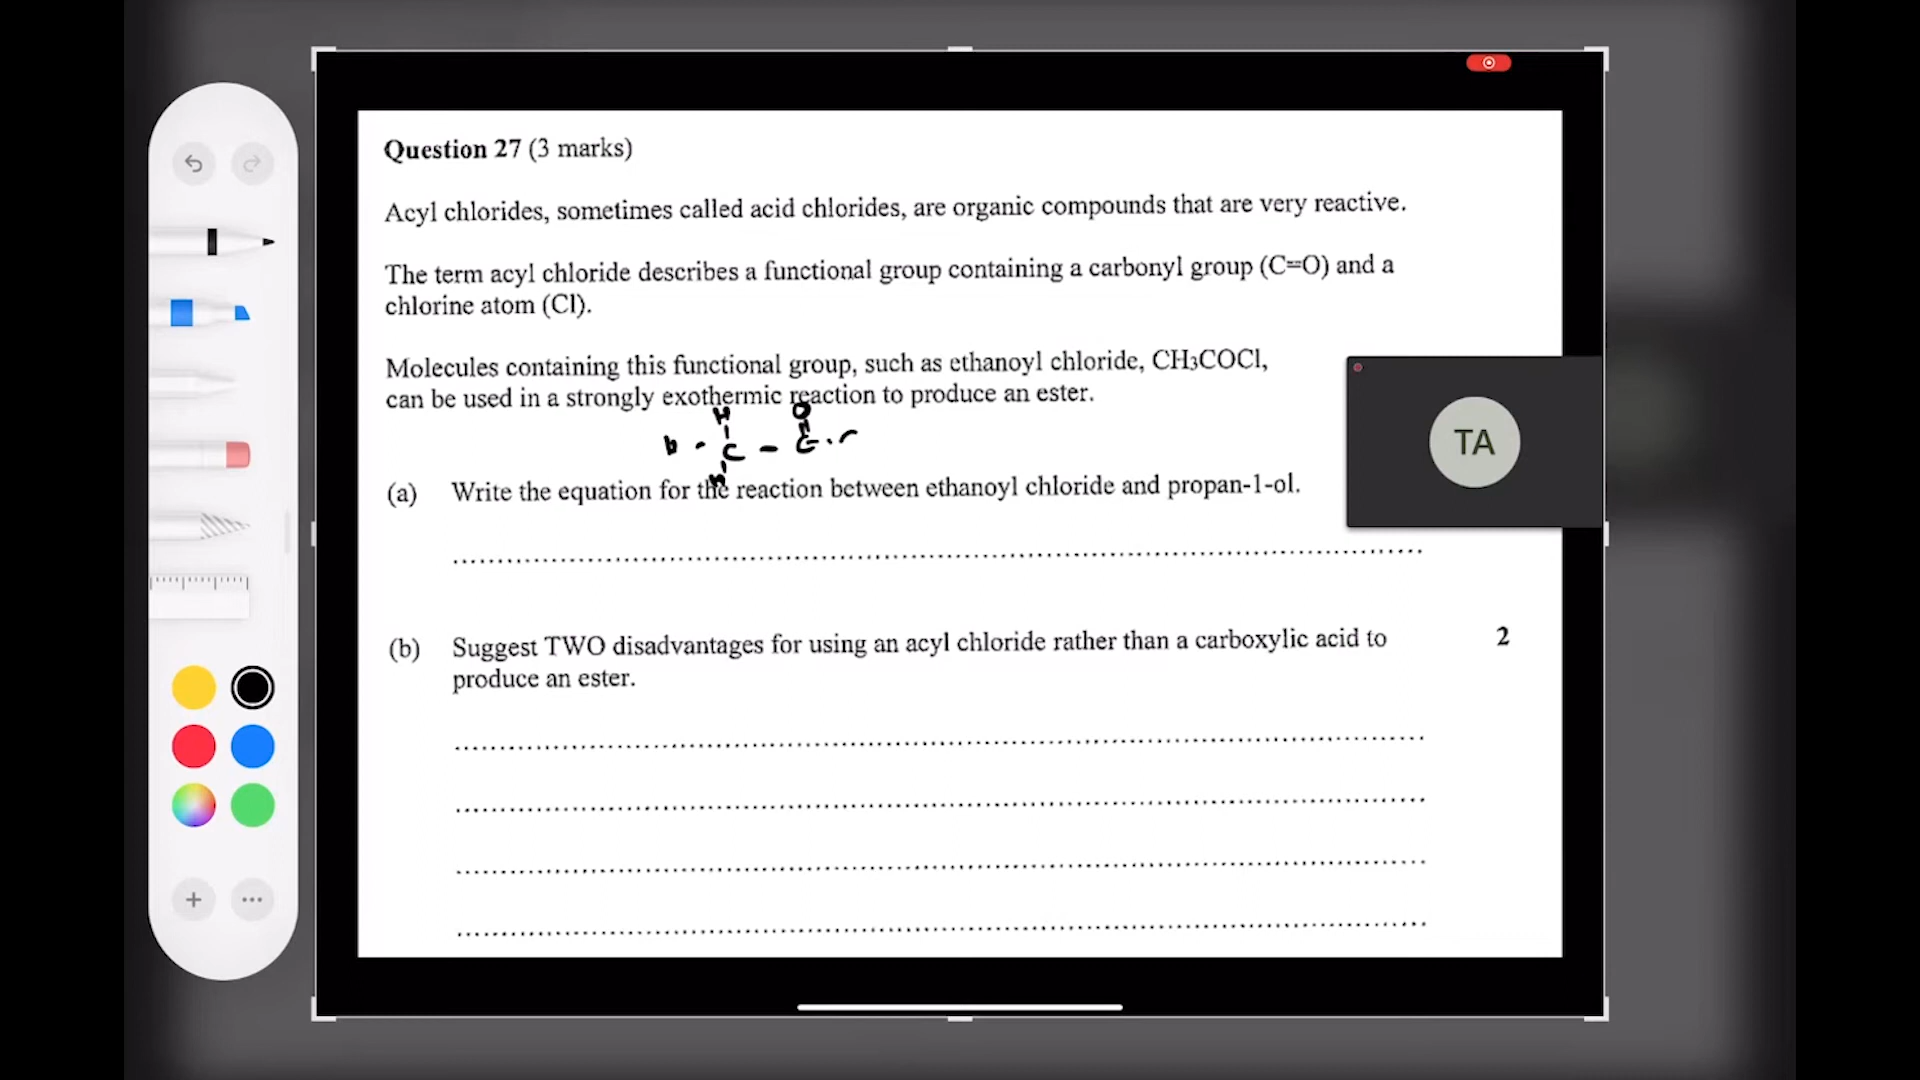 Question 27 (3 marks)
Acyl chlorides, sometimes called acid chlorides, are organic compounds that are very reactive.
The term acyl chloride describes a functional group containing a carbonyl group (C=O) and a
chlorine atom (Cl).
Molecules containing this functional group, such as ethanoyl chloride, CH₃COCl,
can be used in a strongly exothermic reaction to produce an ester.
H O
C - C
H
TA
(a) Write the equation for the reaction between ethanoyl chloride and propan-1-ol.
(b) Suggest TWO disadvantages for using an acyl chloride rather than a carboxylic acid to 2
produce an ester.